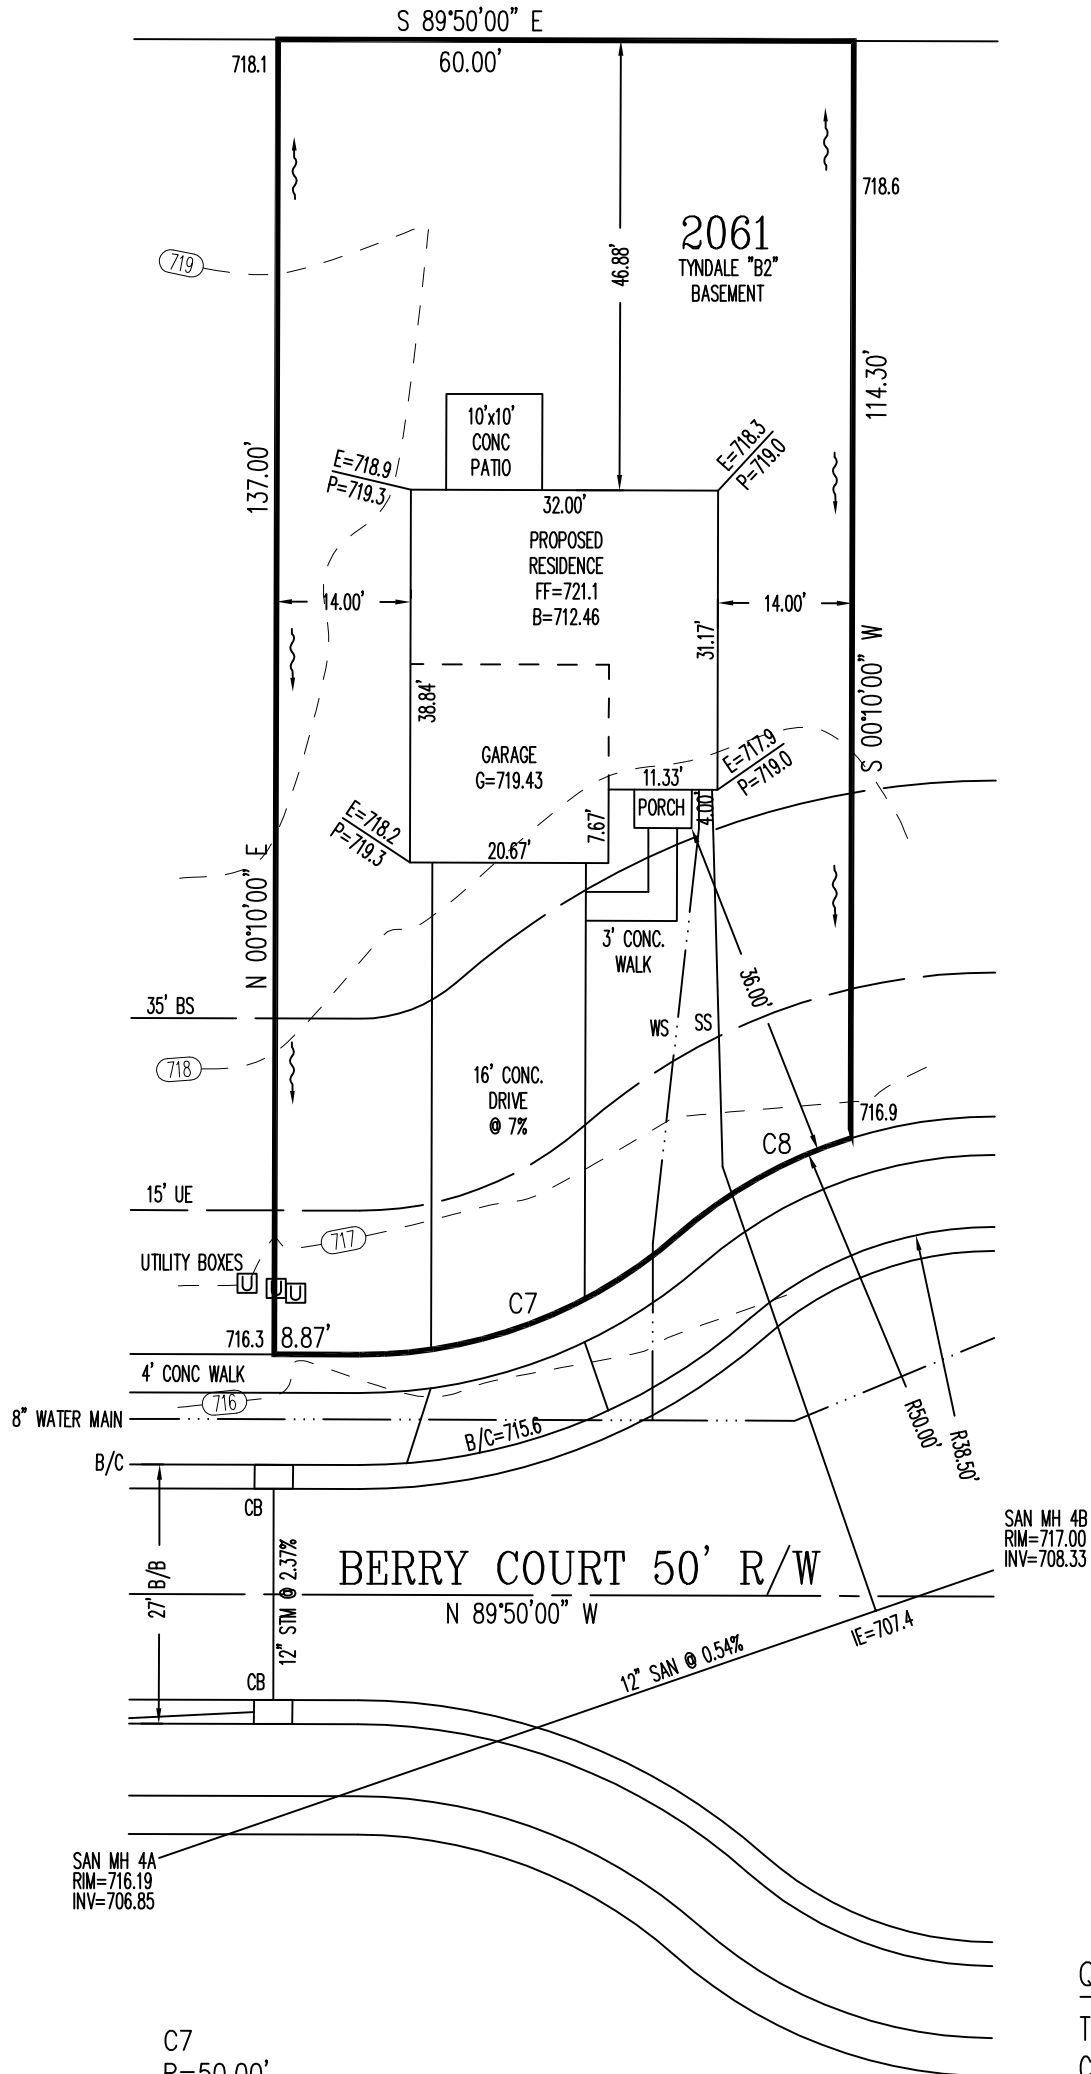 S 89°50'00" E
60.00'
718.1
718.6
2061
TYNDALE "B2"
BASEMENT
719
46.88'
114.30'
137.00'
10'x10'
CONC
PATIO
E=718.9
P=719.3
E=718.3
P=719.0
32.00'
PROPOSED
RESIDENCE
FF=721.1
B=712.46
14.00'
14.00'
31.17'
S 00°10'00" W
38.84'
GARAGE
G=719.43
E=717.9
P=719.0
11.33'
PORCH
4.00'
7.67'
E=718.2
P=719.3
20.67'
N 00°10'00" E
3' CONC.
WALK
36.00'
35' BS
WS
SS
718
16' CONC.
DRIVE
@ 7%
716.9
C8
15' UE
717
UTILITY BOXES
U
U
U
C7
716.3
8.87'
4' CONC WALK
716
8" WATER MAIN
B/C=715.6
R50.00'
R38.50'
B/C
CB
SAN MH 4B
RIM=717.00
INV=708.33
27' B/B
12" STM @ 2.37%
BERRY COURT 50' R/W
N 89°50'00" W
IE=707.4
12" SAN @ 0.54%
CB
SAN MH 4A
RIM=716.19
INV=706.85
C7
R=50.00'
Q
T
C